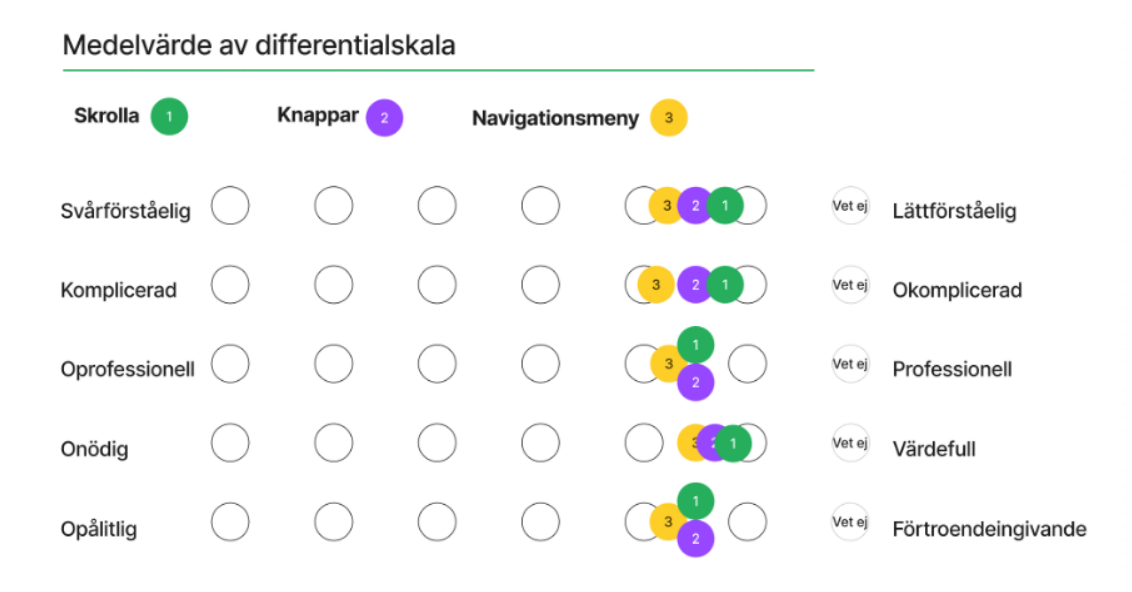 Medelvärde av differentialskala
Skrolla 1 Knappar 2 Navigationsmeny 3
Svårförståelig 3 2 1 Vet ej Lättförståelig
Komplicerad 3 2 1 Vet ej Okomplicerad
1
Oprofessionell 3 Vet ej Professionell
2
Onödig 3 2 1 Vet ej Värdefull
1
Opålitlig 3 Vet ej Förtroendeingivande
2